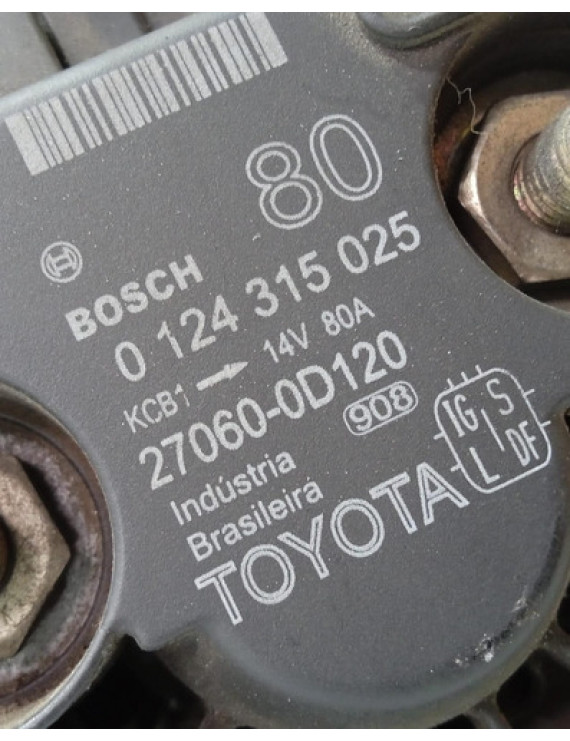 80
BOSCH
0 124 315 025
KCB1 → 14V 80A
27060-0D120
908
Indústria
Brasileira
TOYOTA
IG S
I
L DF